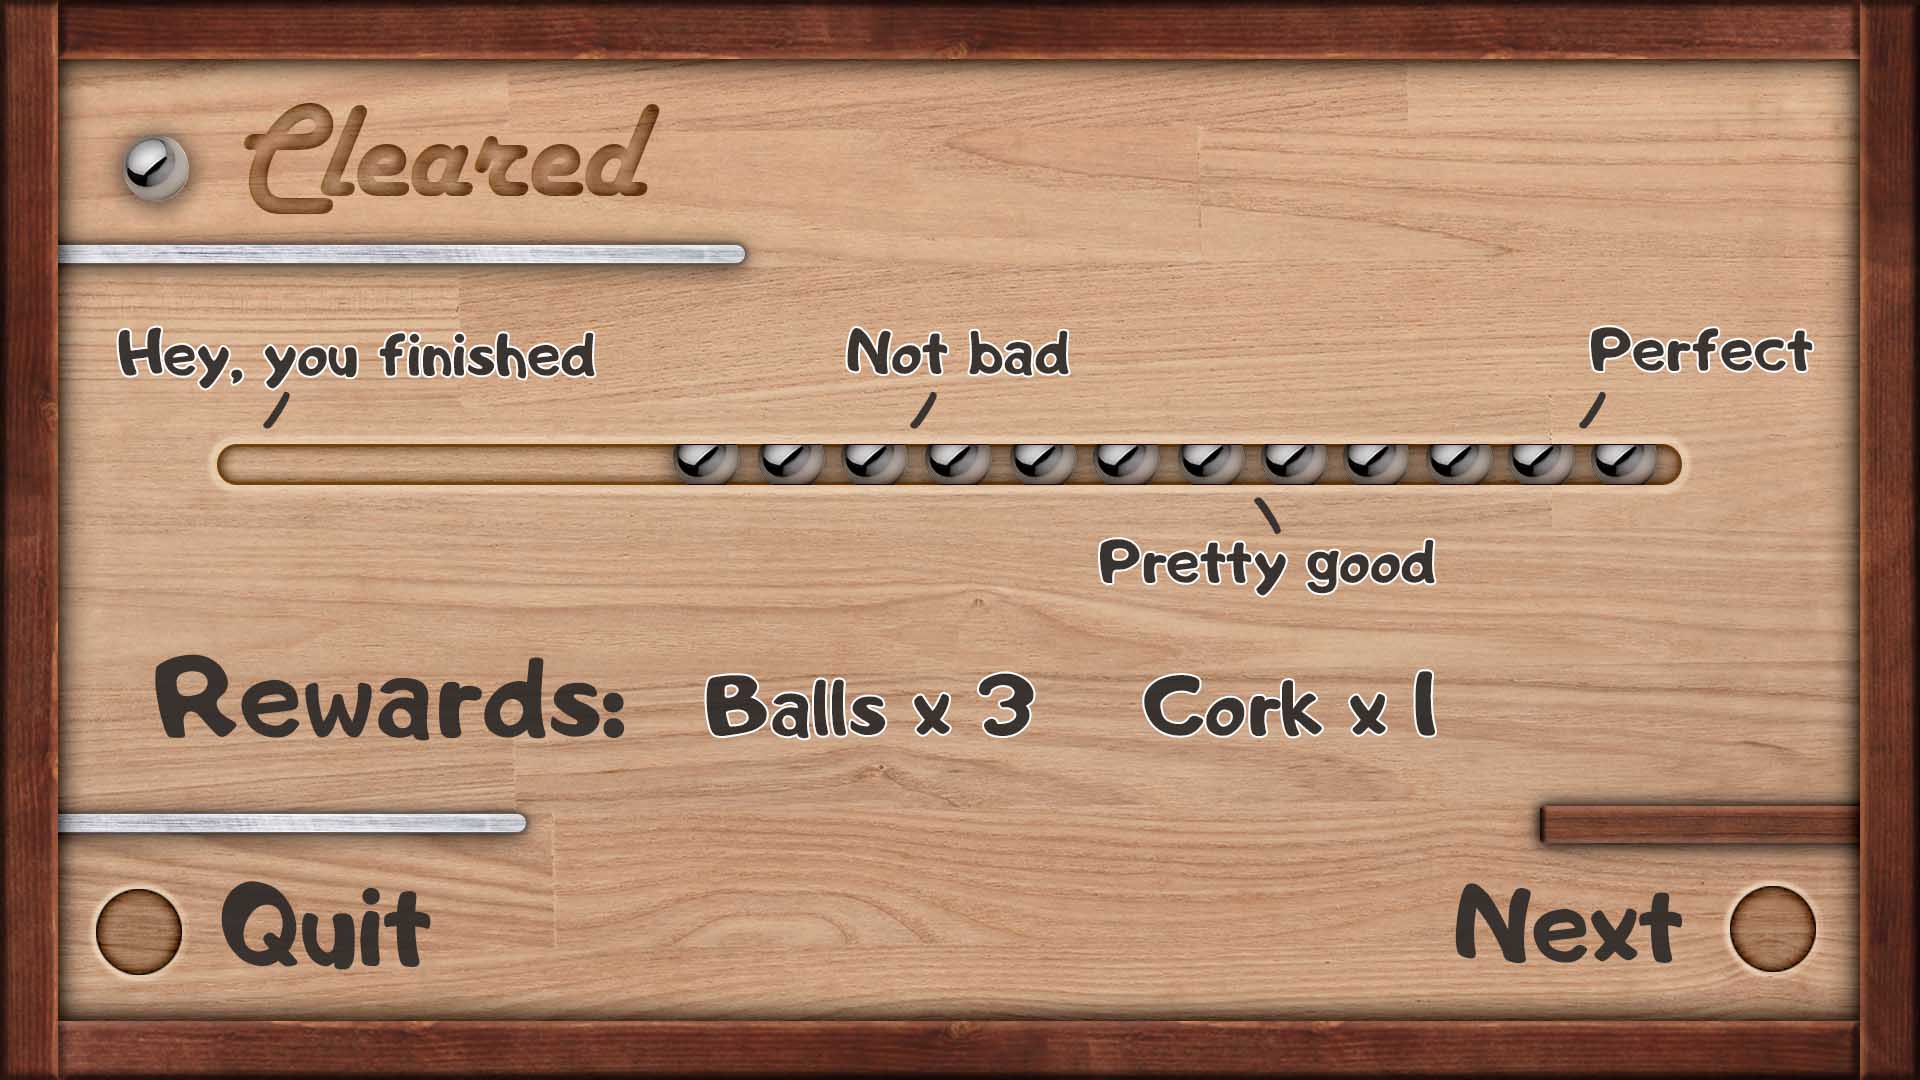 Cleared
Hey, you finished
Not bad
Perfect
Pretty good
Rewards: Balls x 3 Cork x 1
Quit
Next